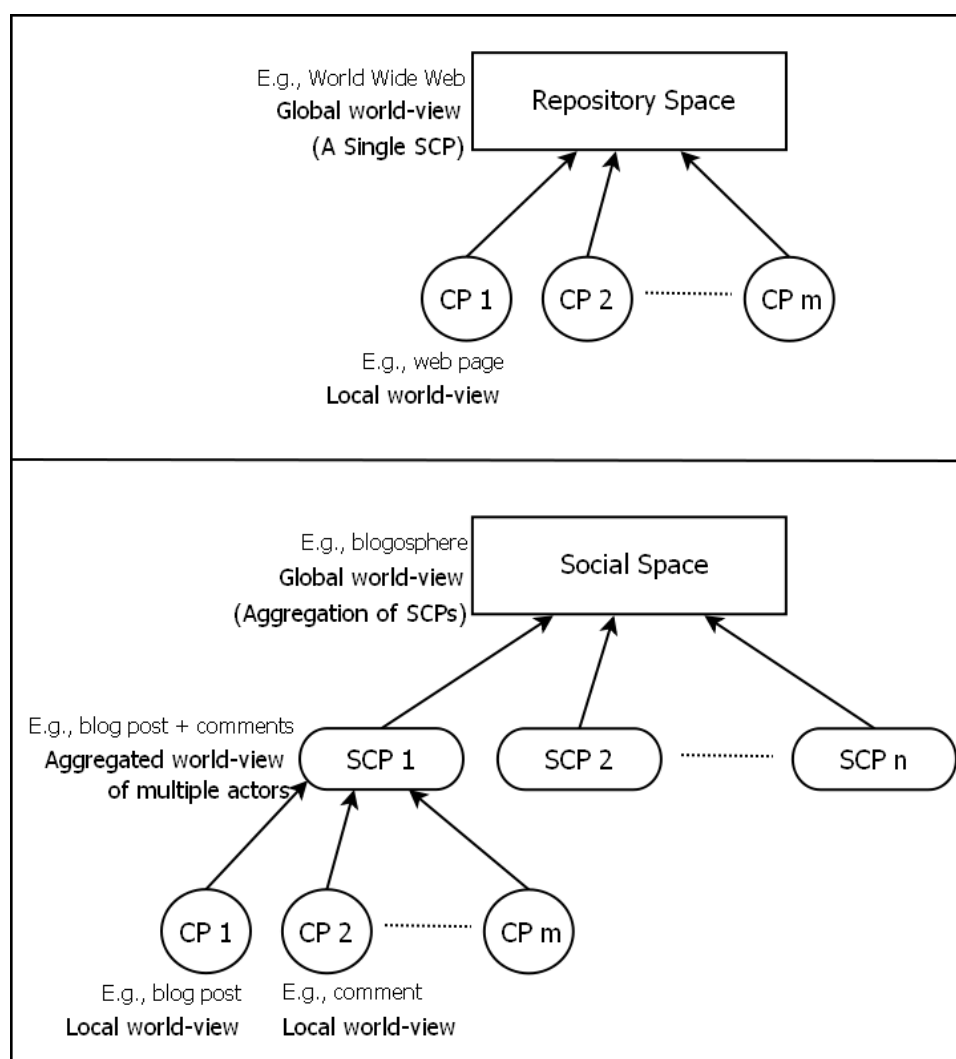 E.g., World Wide Web
Global world-view
(A Single SCP)
Repository Space
CP 1
CP 2
CP m
E.g., web page
Local world-view
E.g., blogosphere
Global world-view
(Aggregation of SCPs)
Social Space
E.g., blog post + comments
Aggregated world-view
of multiple actors
SCP 1
SCP 2
SCP n
CP 1
CP 2
CP m
E.g., blog post
Local world-view
E.g., comment
Local world-view